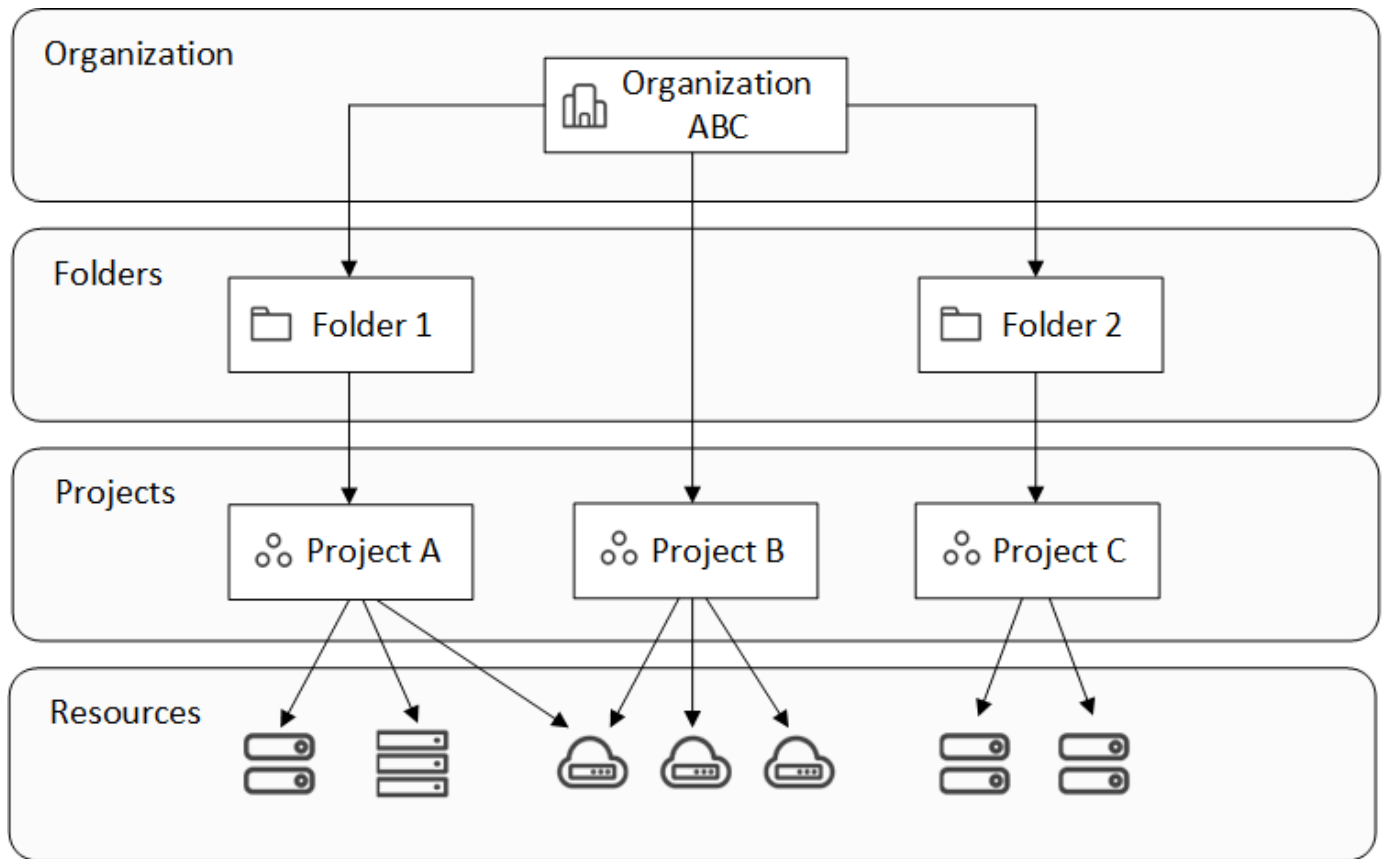 Organization
Organization
ABC
Folders
Folder 1
Folder 2
Projects
Project A
Project B
Project C
Resources